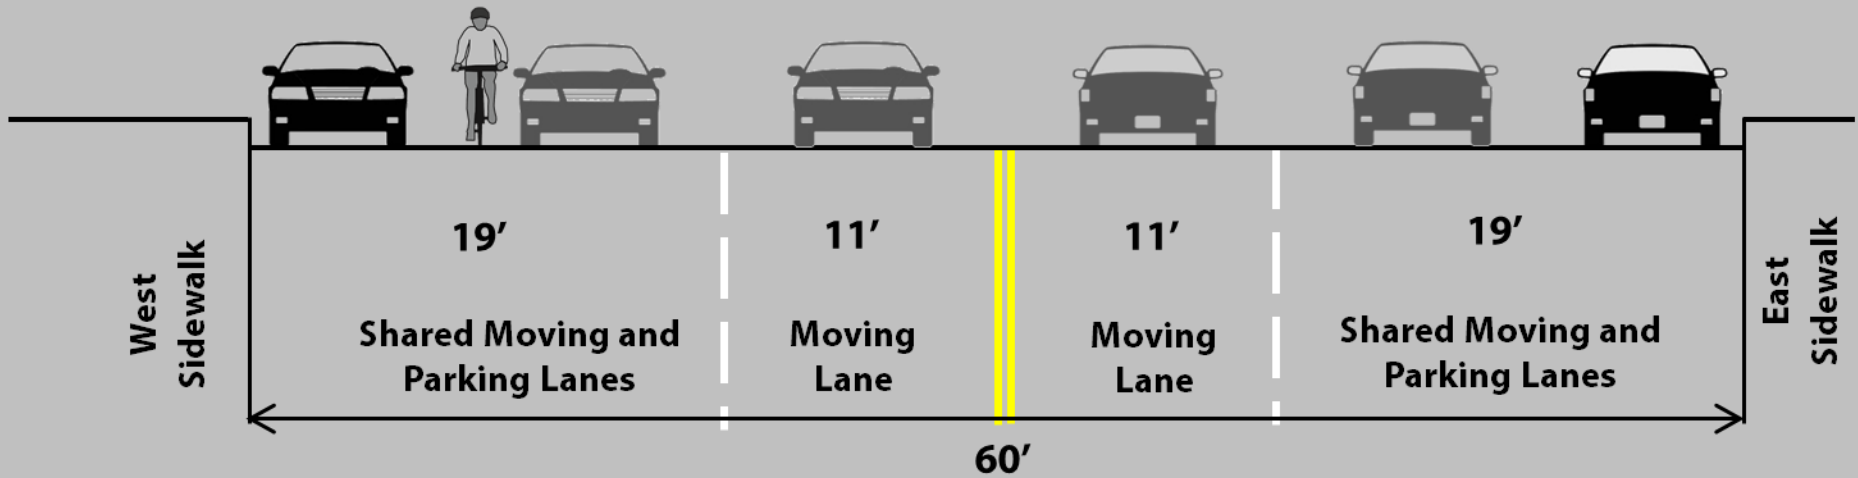 19’
11’
11’
19’
West
Sidewalk
Shared Moving and
Parking Lanes
Moving
Lane
Moving
Lane
Shared Moving and
Parking Lanes
East
Sidewalk
60’